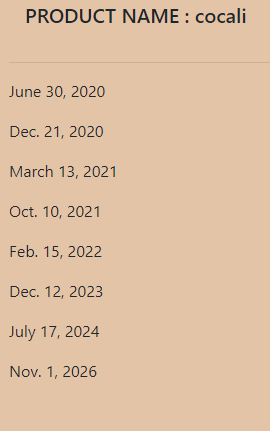 PRODUCT NAME : cocali
June 30, 2020
Dec. 21, 2020
March 13, 2021
Oct. 10, 2021
Feb. 15, 2022
Dec. 12, 2023
July 17, 2024
Nov. 1, 2026